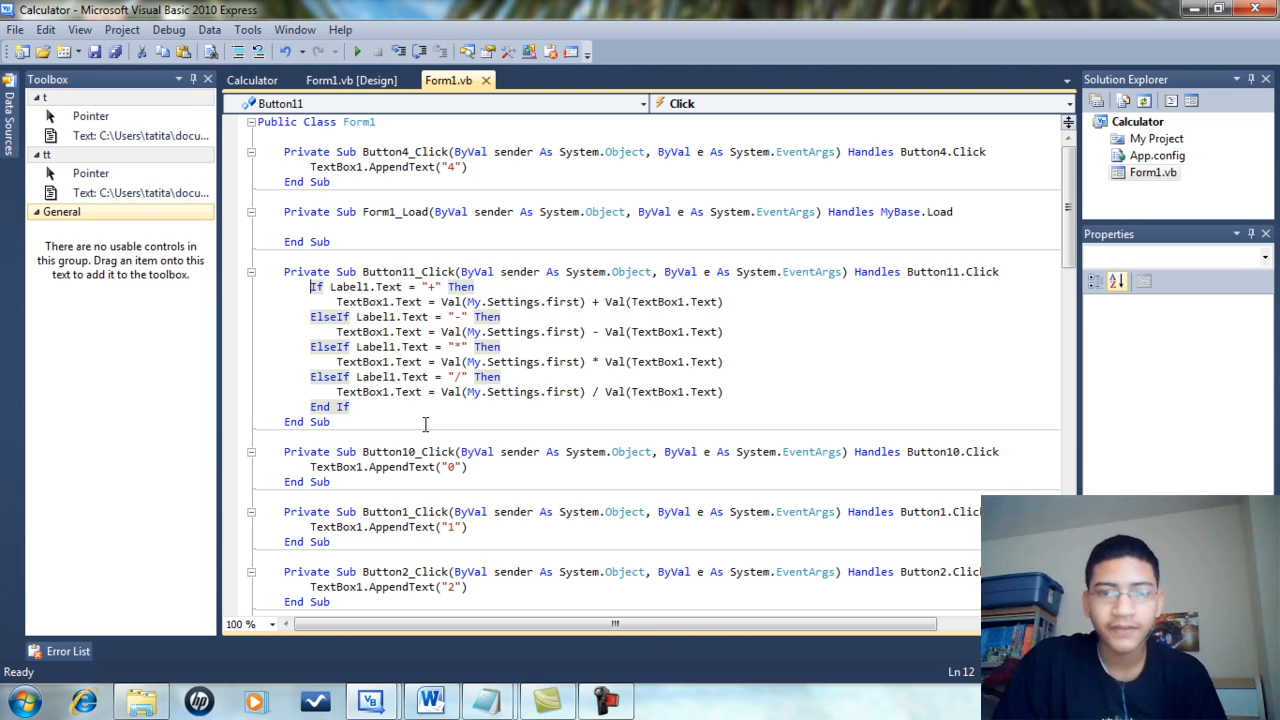 Calculator - Microsoft Visual Basic 2010 Express
File Edit View Project Debug Data Tools Window Help
Toolbox
Calculator Form1.vb [Design] Form1.vb
Solution Explorer
Data Sources
t
Pointer
Text: C:\Users\tatita\docu...
tt
Pointer
Text: C:\Users\tatita\docu...
General
There are no usable controls in
this group. Drag an item onto this
text to add it to the toolbox.
Button11 Click
Public Class Form1
Private Sub Button4_Click(ByVal sender As System.Object, ByVal e As System.EventArgs) Handles Button4.Click
TextBox1.AppendText("4")
End Sub
Private Sub Form1_Load(ByVal sender As System.Object, ByVal e As System.EventArgs) Handles MyBase.Load
End Sub
Private Sub Button11_Click(ByVal sender As System.Object, ByVal e As System.EventArgs) Handles Button11.Click
If Label1.Text = "+" Then
TextBox1.Text = Val(My.Settings.first) + Val(TextBox1.Text)
ElseIf Label1.Text = "-" Then
TextBox1.Text = Val(My.Settings.first) - Val(TextBox1.Text)
ElseIf Label1.Text = "*" Then
TextBox1.Text = Val(My.Settings.first) * Val(TextBox1.Text)
ElseIf Label1.Text = "/" Then
TextBox1.Text = Val(My.Settings.first) / Val(TextBox1.Text)
End If
End Sub
Private Sub Button10_Click(ByVal sender As System.Object, ByVal e As System.EventArgs) Handles Button10.Click
TextBox1.AppendText("0")
End Sub
Private Sub Button1_Click(ByVal sender As System.Object, ByVal e As System.EventArgs) Handles Button1.Clic
TextBox1.AppendText("1")
End Sub
Private Sub Button2_Click(ByVal sender As System.Object, ByVal e As System.EventArgs) Handles Button2.Clic
TextBox1.AppendText("2")
End Sub
100 %
Calculator
My Project
App.config
Form1.vb
Properties
Error List
Ready
Ln 12